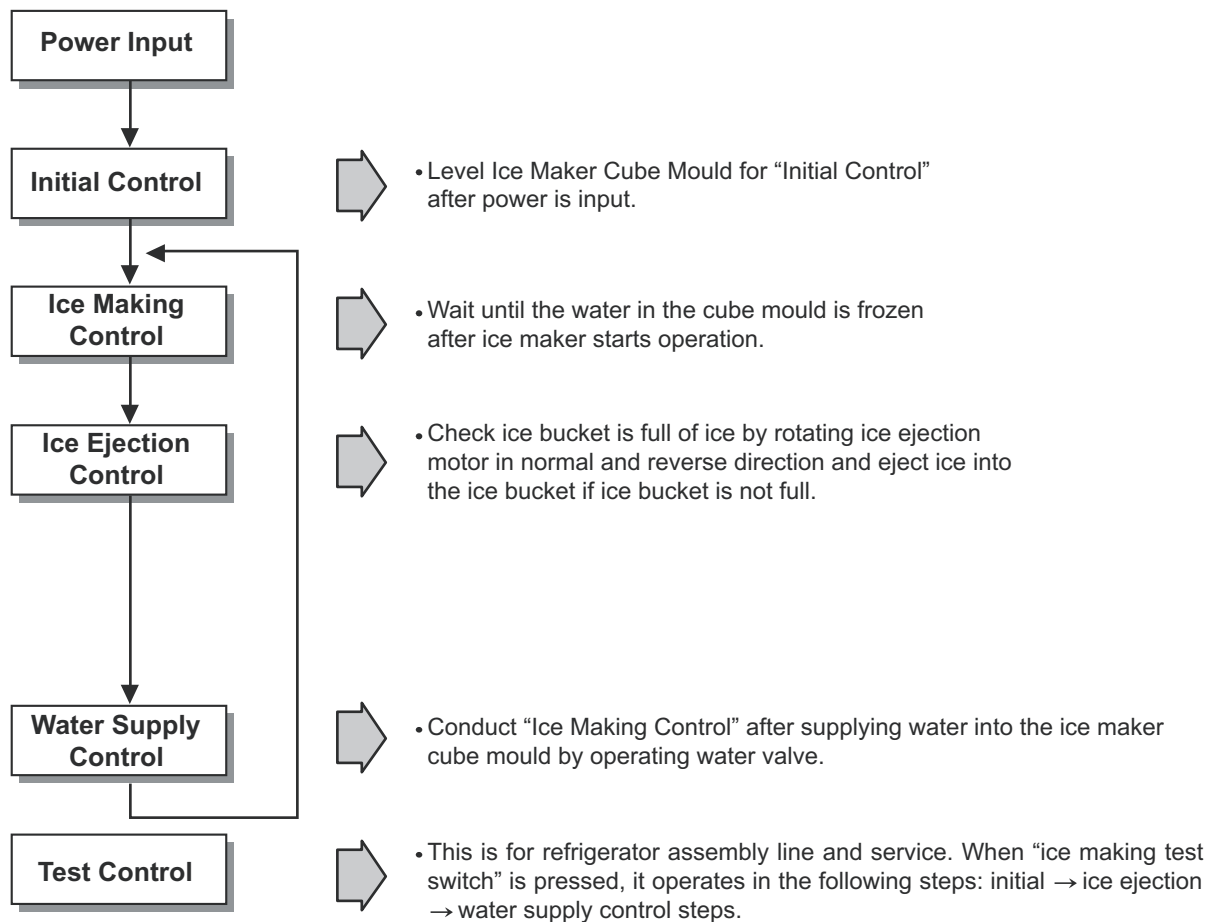 Power Input
Initial Control
• Level Ice Maker Cube Mould for “Initial Control”
after power is input.
Ice Making
Control
• Wait until the water in the cube mould is frozen
after ice maker starts operation.
Ice Ejection
Control
• Check ice bucket is full of ice by rotating ice ejection
motor in normal and reverse direction and eject ice into
the ice bucket if ice bucket is not full.
Water Supply
Control
• Conduct “Ice Making Control” after supplying water into the ice maker
cube mould by operating water valve.
Test Control
• This is for refrigerator assembly line and service. When “ice making test
switch” is pressed, it operates in the following steps: initial → ice ejection
→ water supply control steps.